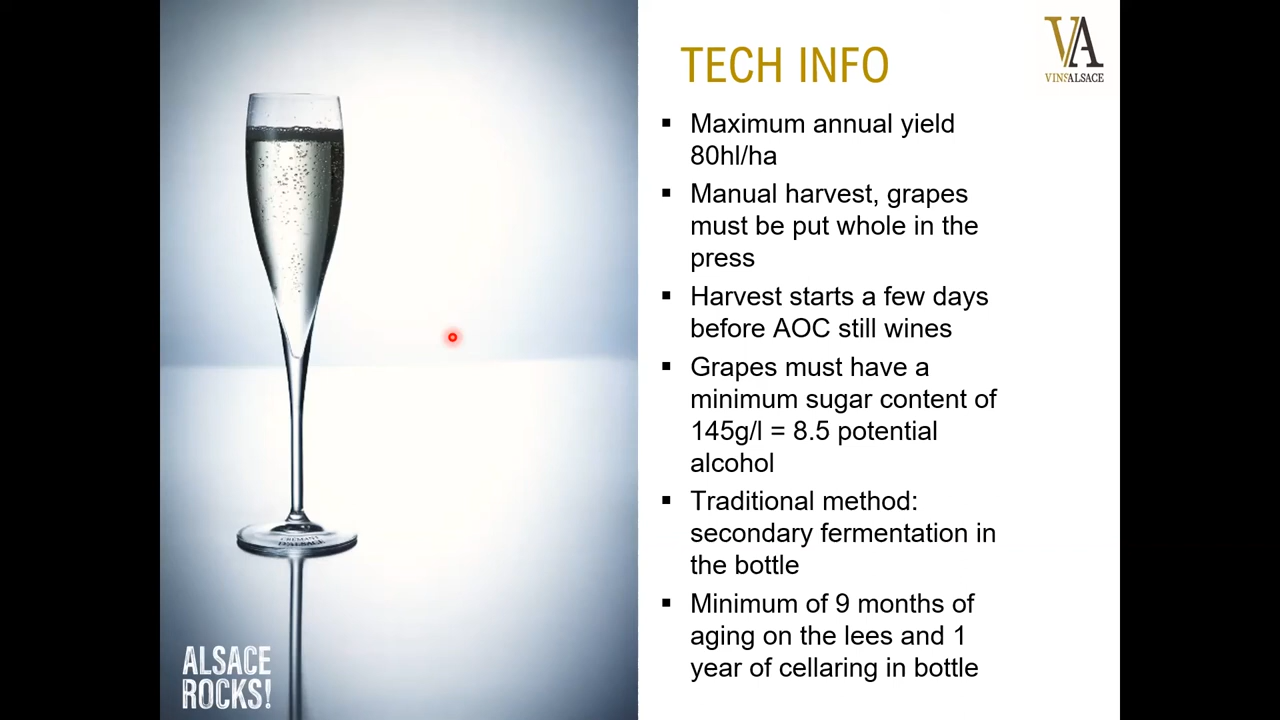 TECH INFO
VA
VINSALSACE
▪ Maximum annual yield
80hl/ha
▪ Manual harvest, grapes
must be put whole in the
press
▪ Harvest starts a few days
before AOC still wines
▪ Grapes must have a
minimum sugar content of
145g/l = 8.5 potential
alcohol
▪ Traditional method:
secondary fermentation in
the bottle
▪ Minimum of 9 months of
aging on the lees and 1
year of cellaring in bottle
CRÉMANT
D'ALSACE
ALSACE
ROCKS!